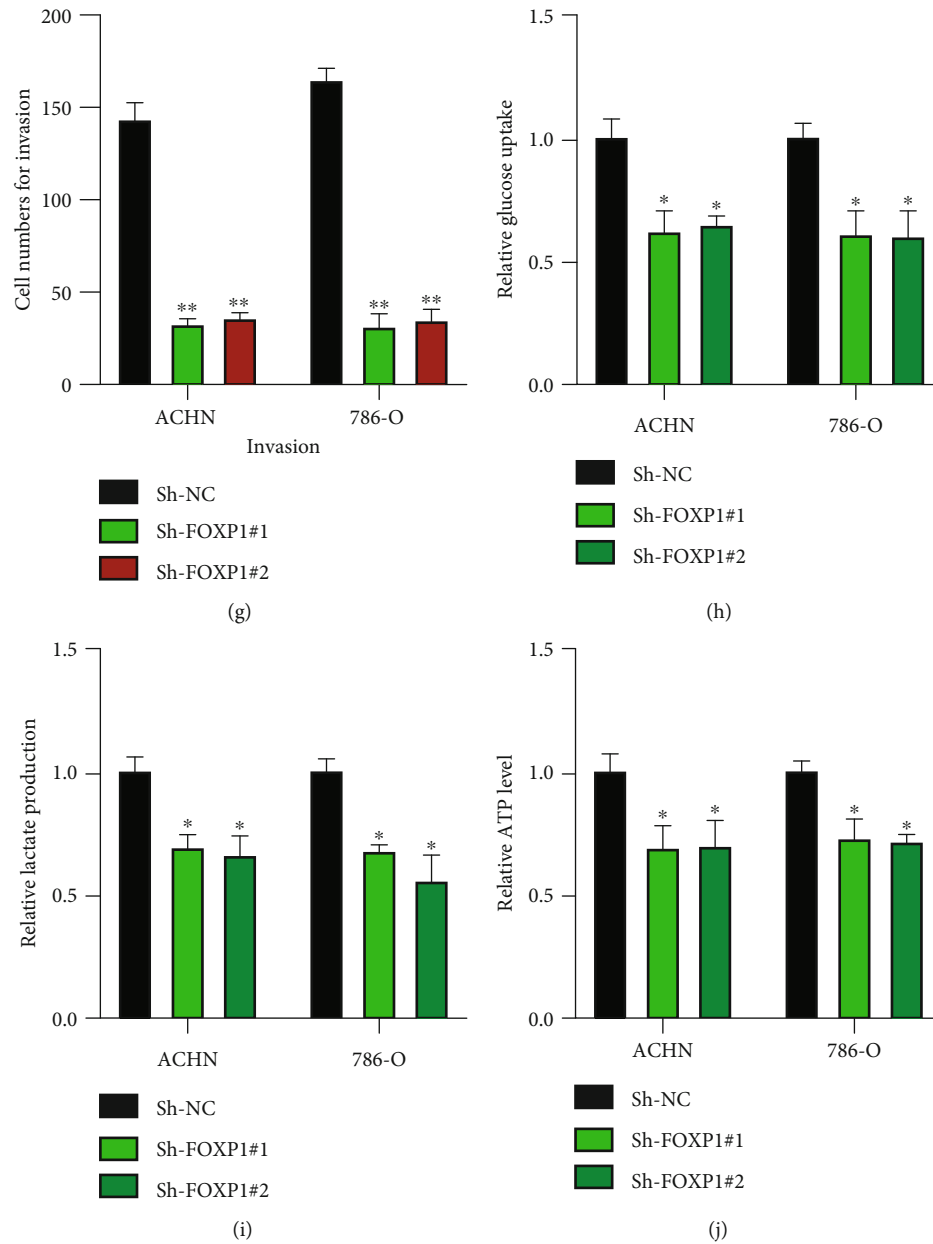 200
150
100
50
0
Cell numbers for invasion
** ** ** **
ACHN 786-O
Invasion
Sh-NC
Sh-FOXP1#1
Sh-FOXP1#2
(g)
1.5
1.0
0.5
0.0
Relative glucose uptake
* * * *
ACHN 786-O
Sh-NC
Sh-FOXP1#1
Sh-FOXP1#2
(h)
1.5
1.0
0.5
0.0
Relative lactate production
* * * *
ACHN 786-O
Sh-NC
Sh-FOXP1#1
Sh-FOXP1#2
(i)
1.5
1.0
0.5
0.0
Relative ATP level
* * * *
ACHN 786-O
Sh-NC
Sh-FOXP1#1
Sh-FOXP1#2
(j)